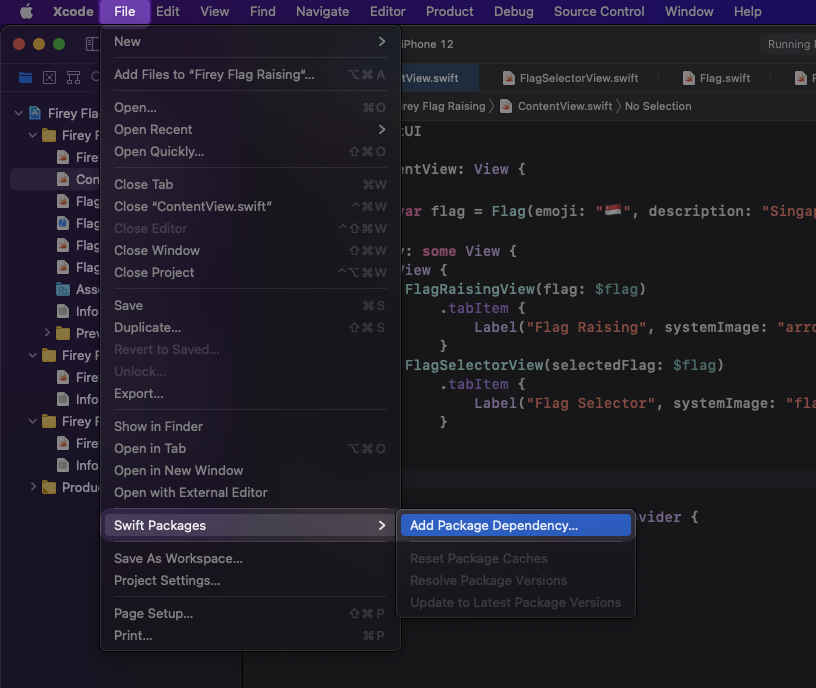 Xcode File Edit View Find Navigate Editor Product Debug Source Control Window Help
iPhone 12
Running
New
Add Files to “Firey Flag Raising”... ⌥⌘A
Open... ⌘O
Open Recent
Open Quickly... ⇧⌘O
Close Tab ⌘W
Close “ContentView.swift” ^⌘W
Close Editor ^⇧⌘W
Close Window ⇧⌘W
Close Project ^⌥⌘W
Save ⌘S
Duplicate... ⇧⌘S
Revert to Saved...
Unlock...
Export...
Show in Finder
Open in Tab ⌥⌘O
Open in New Window
Open with External Editor
Swift Packages
Save As Workspace...
Project Settings...
Page Setup... ⇧⌘P
Print... ⌘P
Add Package Dependency...
Reset Package Caches
Resolve Package Versions
Update to Latest Package Versions
Firey Fla
Firey F
Fire
Con
Flag
Flag
Flag
Flag
Asse
Info
Prev
Firey F
Fire
Info
Firey F
Fire
Info
Produ
tView.swift FlagSelectorView.swift Flag.swift
rey Flag Raising ContentView.swift No Selection
tUI
entView: View {
var flag = Flag(emoji: "🇸🇬", description: "Singap
y: some View {
View {
FlagRaisingView(flag: $flag)
.tabItem {
Label("Flag Raising", systemImage: "arro
}
FlagSelectorView(selectedFlag: $flag)
.tabItem {
Label("Flag Selector", systemImage: "fla
}
vider {